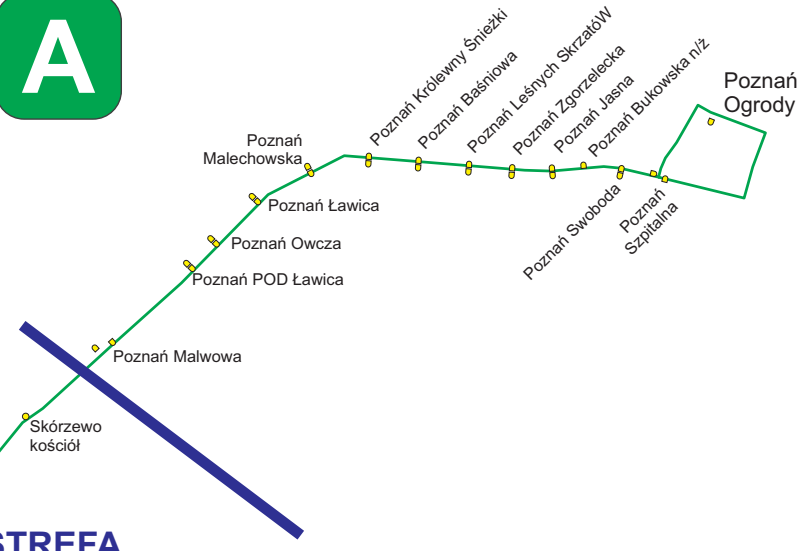 A
Poznań Królewny Śnieżki
Poznań Baśniowa
Poznań Leśnych SkrzatóW
Poznań Zgorzelecka
Poznań Jasna
Poznań Bukowska n/ż
Poznań
Ogrody
Poznań
Malechowska
Poznań Ławica
Poznań Owcza
Poznań POD Ławica
Poznań Swoboda
Poznań
Szpitalna
Poznań Malwowa
Skórzewo
kościół
STREFA